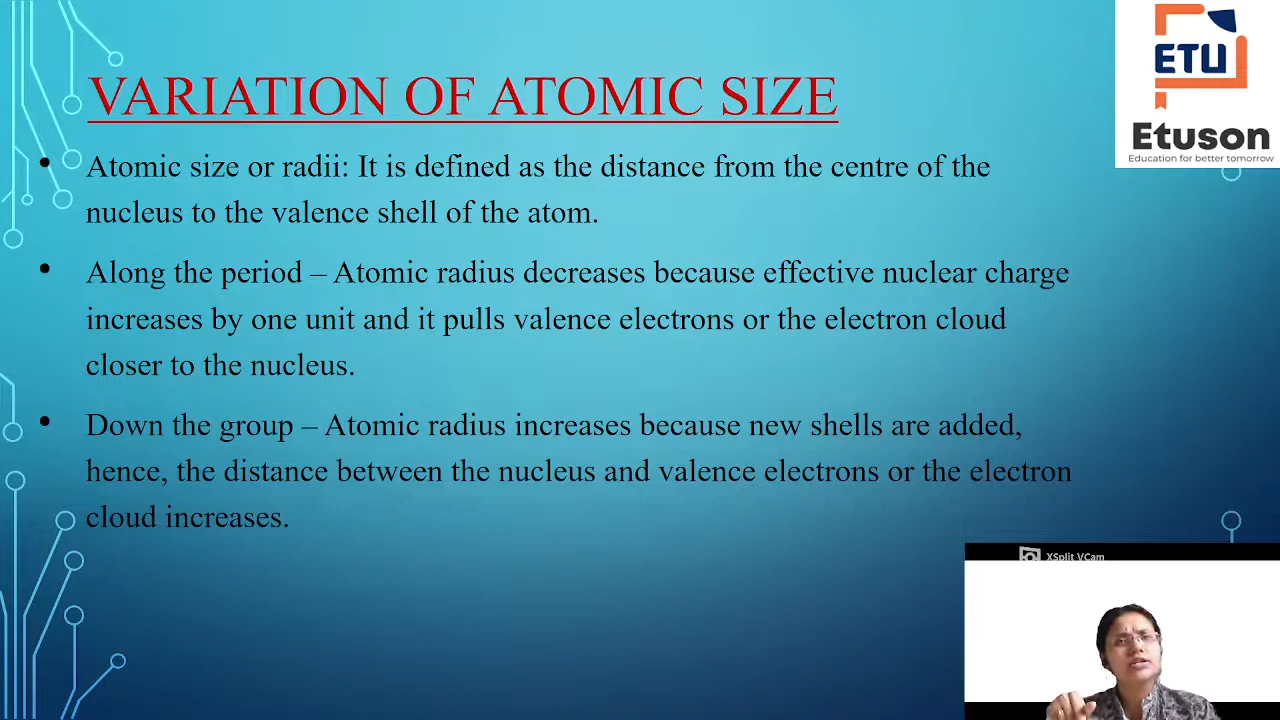 VARIATION OF ATOMIC SIZE
ETU
Etuson
Education for better tomorrow
• Atomic size or radii: It is defined as the distance from the centre of the
nucleus to the valence shell of the atom.
• Along the period – Atomic radius decreases because effective nuclear charge
increases by one unit and it pulls valence electrons or the electron cloud
closer to the nucleus.
• Down the group – Atomic radius increases because new shells are added,
hence, the distance between the nucleus and valence electrons or the electron
cloud increases.
XSplit VCam